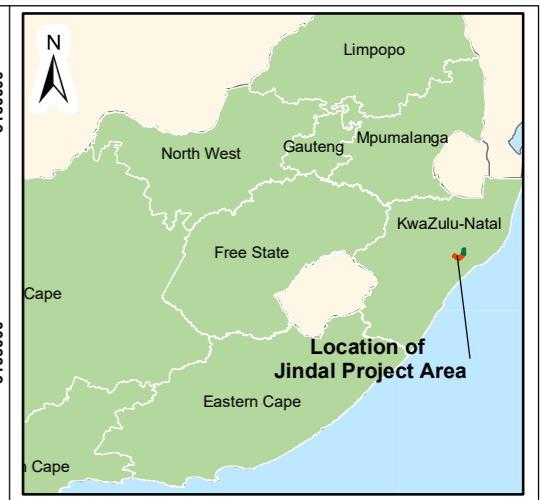 N
Limpopo
Mpumalanga
Gauteng
North West
KwaZulu-Natal
Free State
Cape
Location of
Jindal Project Area
Eastern Cape
Cape